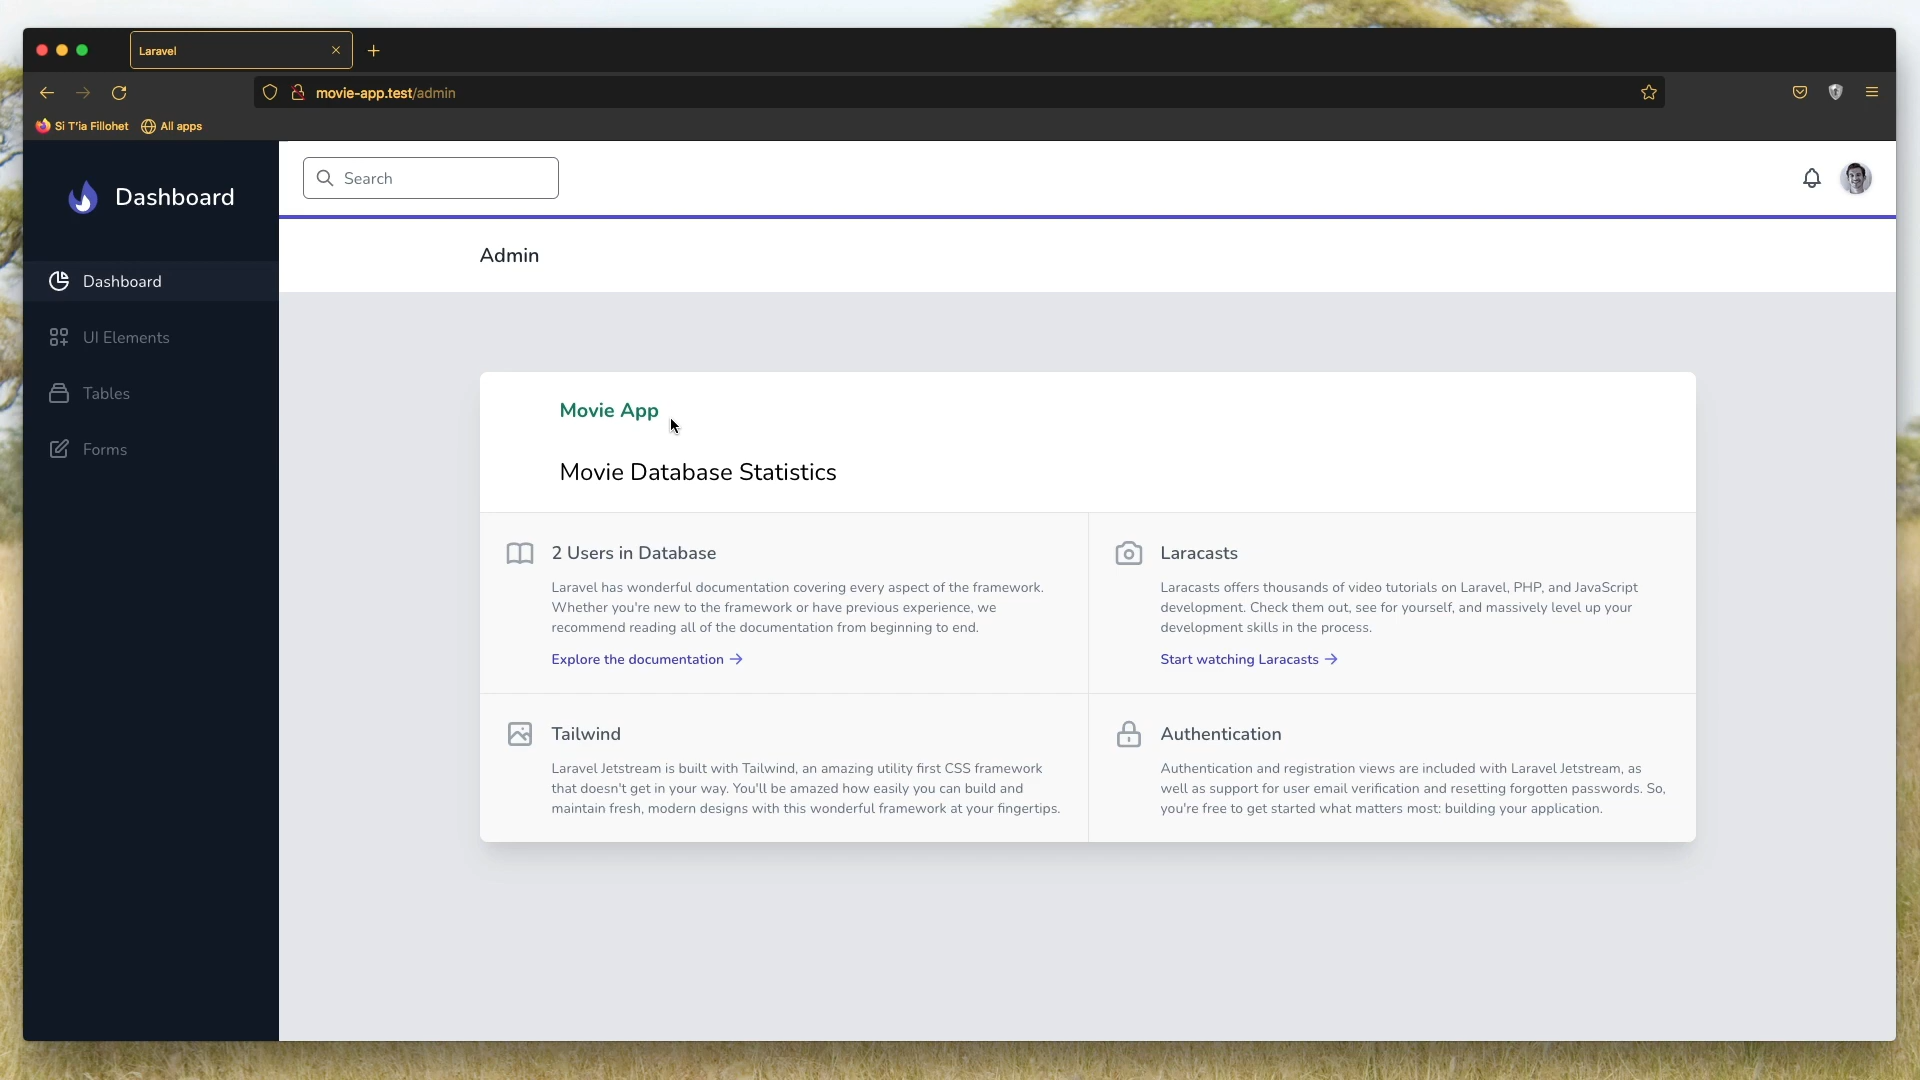 Laravel
movie-app.test/admin
Si T'ia Fillohet
All apps
Dashboard
Search
Dashboard
UI Elements
Tables
Forms
Admin
Movie App
Movie Database Statistics
2 Users in Database
Laravel has wonderful documentation covering every aspect of the framework.
Whether you're new to the framework or have previous experience, we
recommend reading all of the documentation from beginning to end.
Explore the documentation
Laracasts
Laracasts offers thousands of video tutorials on Laravel, PHP, and JavaScript
development. Check them out, see for yourself, and massively level up your
development skills in the process.
Start watching Laracasts
Tailwind
Laravel Jetstream is built with Tailwind, an amazing utility first CSS framework
that doesn't get in your way. You'll be amazed how easily you can build and
maintain fresh, modern designs with this wonderful framework at your fingertips.
Authentication
Authentication and registration views are included with Laravel Jetstream, as
well as support for user email verification and resetting forgotten passwords. So,
you're free to get started what matters most: building your application.